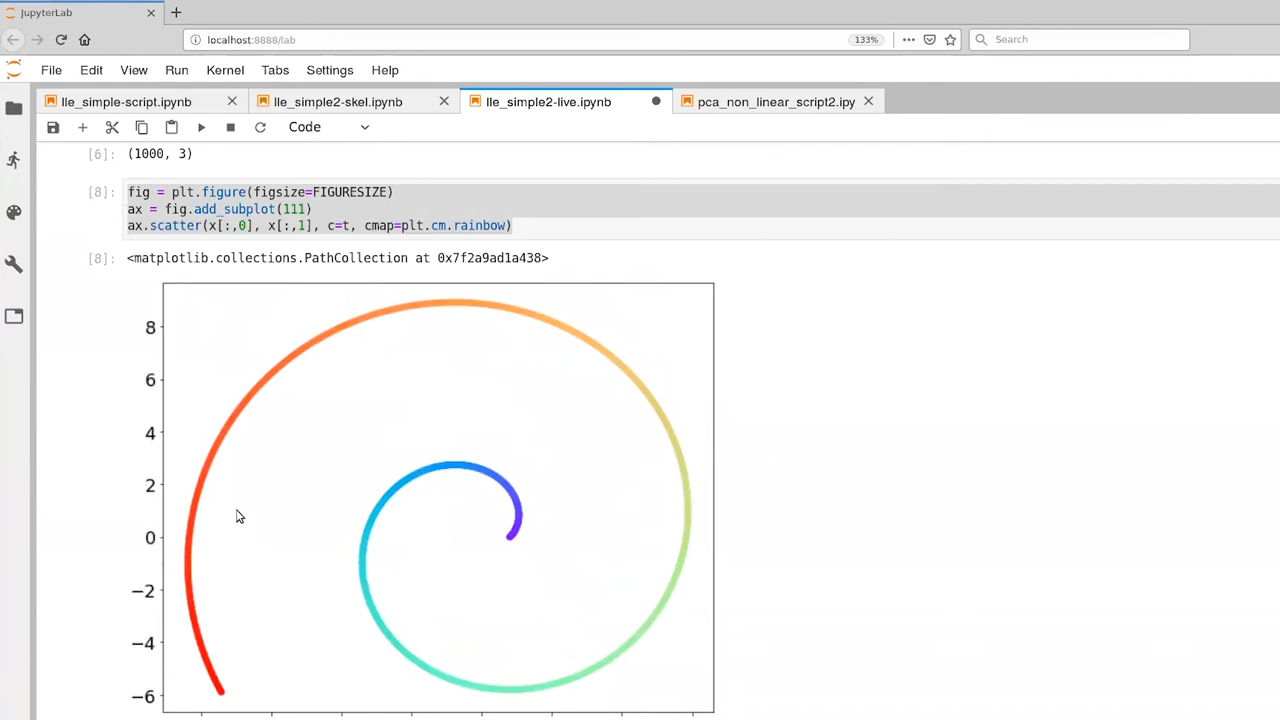 JupyterLab
localhost:8888/lab
133%
Search
File Edit View Run Kernel Tabs Settings Help
lle_simple-script.ipynb
lle_simple2-skel.ipynb
lle_simple2-live.ipynb
pca_non_linear_script2.ipy
Code
[6]: (1000, 3)
[8]: fig = plt.figure(figsize=FIGURESIZE)
ax = fig.add_subplot(111)
ax.scatter(x[:,0], x[:,1], c=t, cmap=plt.cm.rainbow)
[8]: <matplotlib.collections.PathCollection at 0x7f2a9ad1a438>
8
6
4
2
0
−2
−4
−6